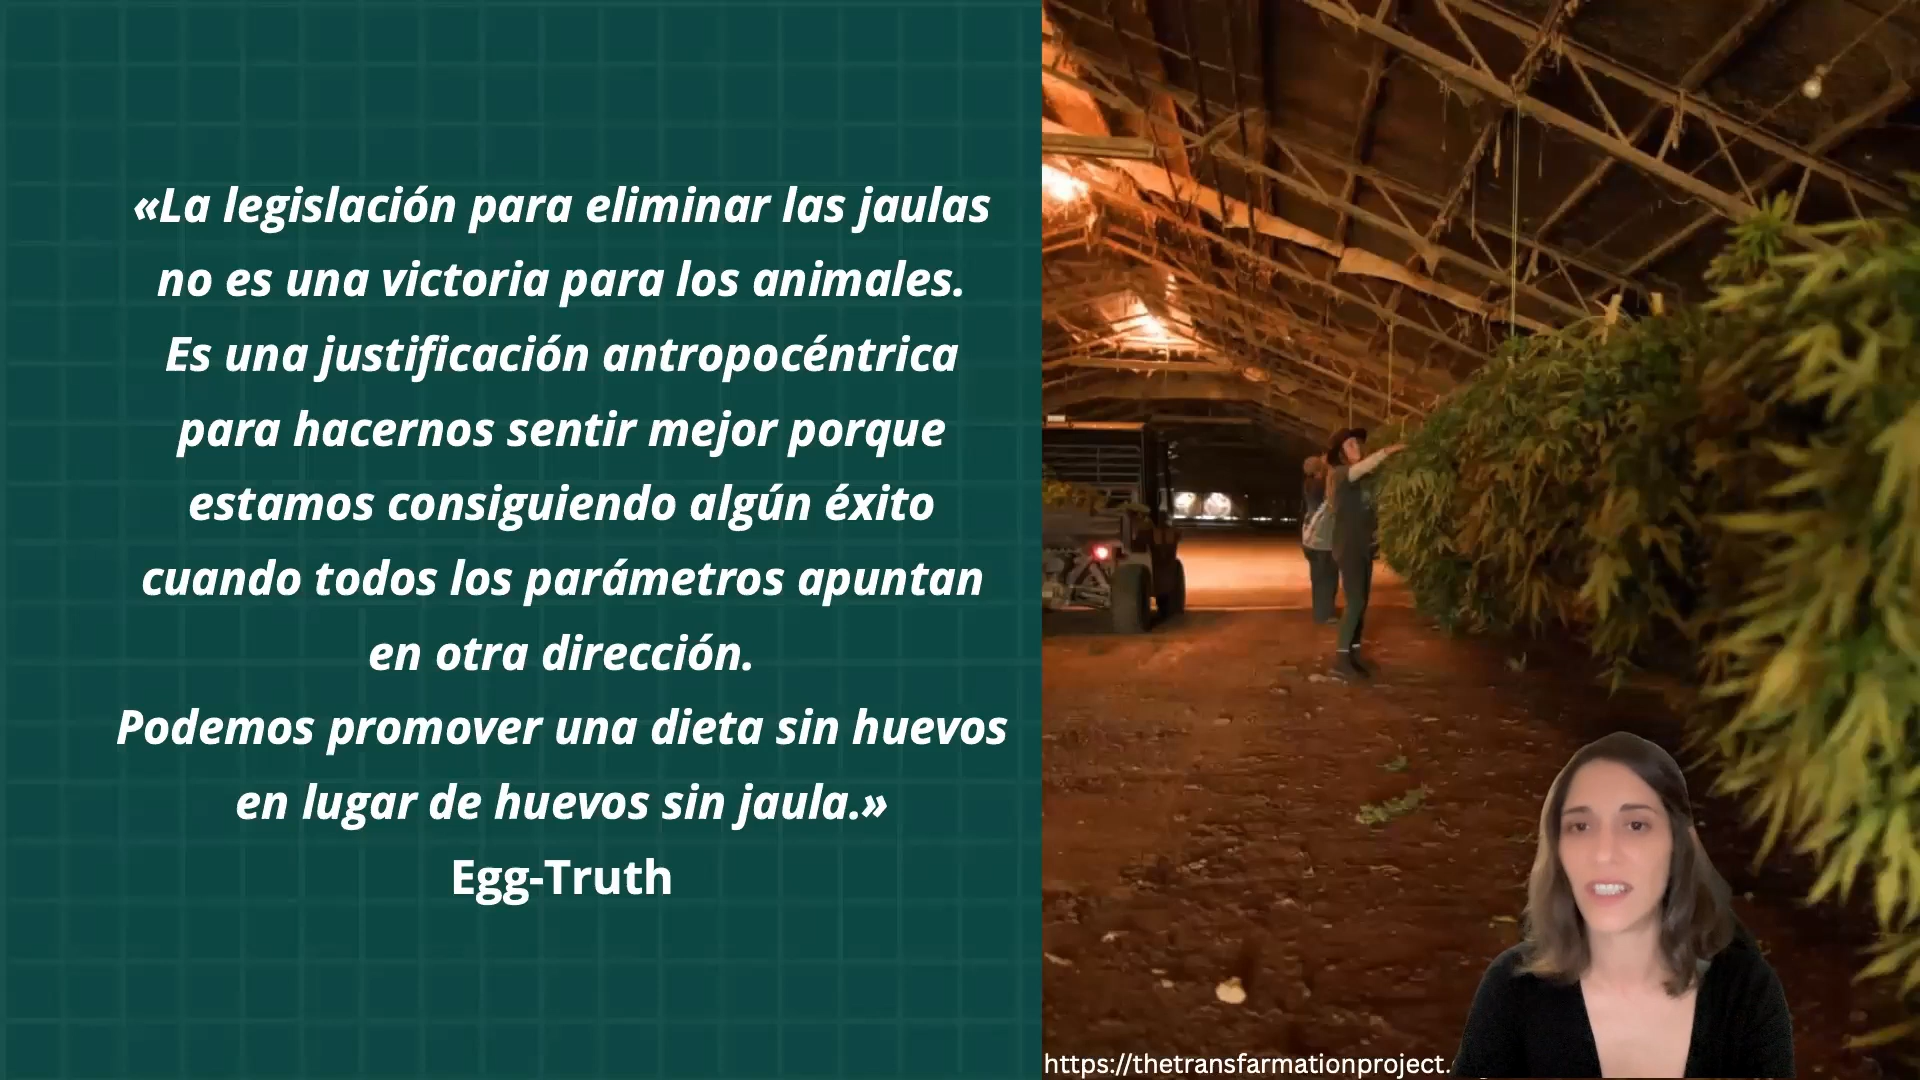 «La legislación para eliminar las jaulas
no es una victoria para los animales.
Es una justificación antropocéntrica
para hacernos sentir mejor porque
estamos consiguiendo algún éxito
cuando todos los parámetros apuntan
en otra dirección.
Podemos promover una dieta sin huevos
en lugar de huevos sin jaula.»
Egg-Truth
https://thetransfarmationproject.